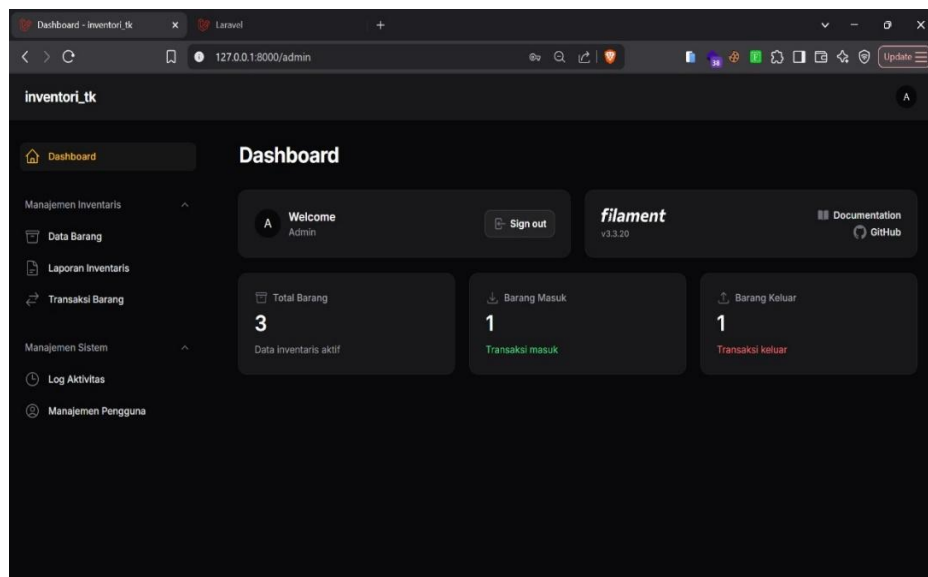 Dashboard - inventori_tk
Laravel
127.0.0.1:8000/admin
38
Update
inventori_tk
A
Dashboard
Manajemen Inventaris
Data Barang
Laporan Inventaris
Transaksi Barang
Manajemen Sistem
Log Aktivitas
Manajemen Pengguna
Dashboard
A
Welcome
Admin
Sign out
filament
v3.3.20
Documentation
GitHub
Total Barang
3
Data inventaris aktif
Barang Masuk
1
Transaksi masuk
Barang Keluar
1
Transaksi keluar